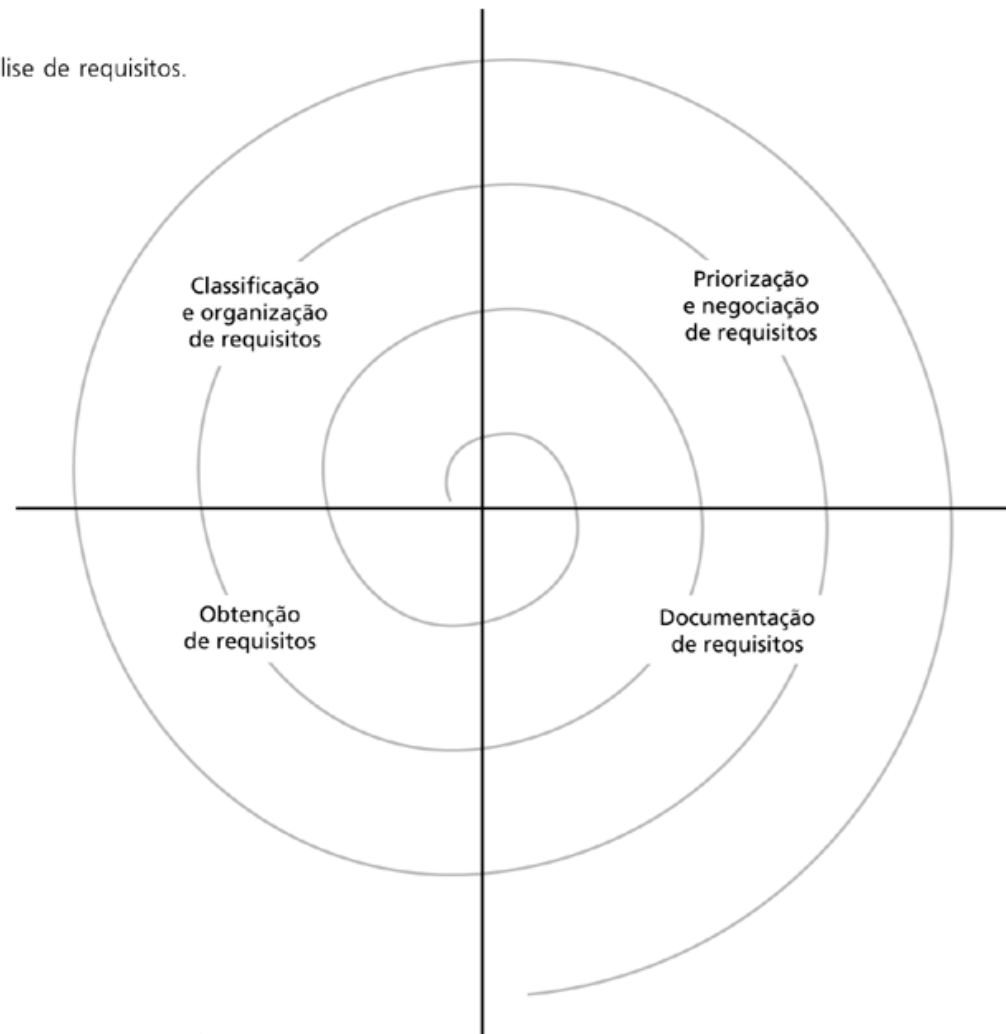 lise de requisitos.
Classificação
e organização
de requisitos
Priorização
e negociação
de requisitos
Obtenção
de requisitos
Documentação
de requisitos